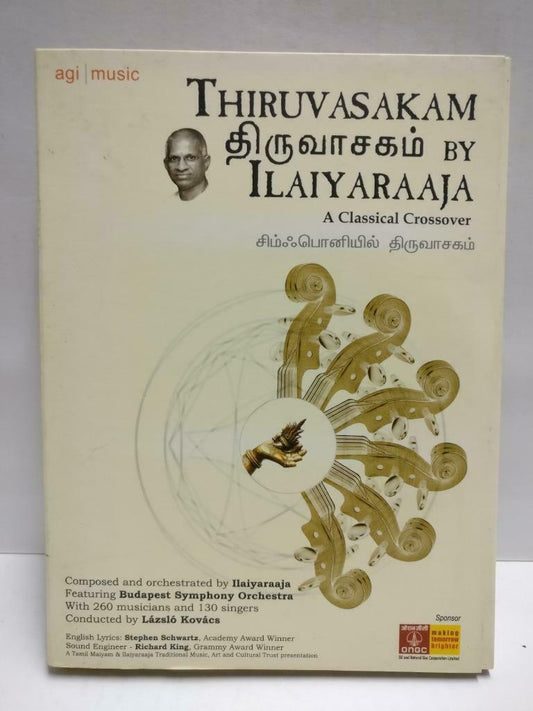 agi | music
THIRUVASAKAM
திருவாசகம் BY
ILAIYARAAJA
A Classical Crossover
சிம்ஃபொனியில் திருவாசகம்
Composed and orchestrated by Ilaiyaraaja
Featuring Budapest Symphony Orchestra
With 260 musicians and 130 singers
Conducted by Lázsló Kovács
English Lyrics: Stephen Schwartz, Academy Award Winner
Sound Engineer - Richard King, Grammy Award Winner
A Tamil Maiyam & Ilaiyaraaja Traditional Music, Art and Cultural Trust presentation
Sponsor
ओएनजीसी
ONGC
making
tomorrow
brighter
Oil and Natural Gas Corporation Limited